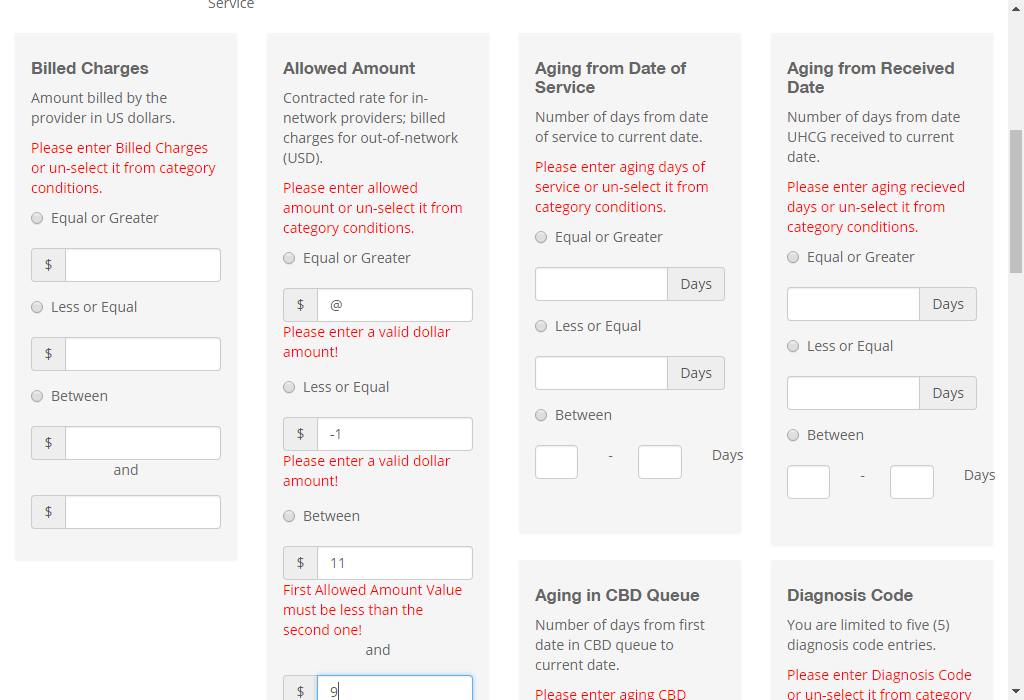 Service
Billed Charges
Amount billed by the
provider in US dollars.
Please enter Billed Charges
or un-select it from category
conditions.
Equal or Greater
$
Less or Equal
$
Between
$
and
$
Allowed Amount
Contracted rate for in-
network providers; billed
charges for out-of-network
(USD).
Please enter allowed
amount or un-select it from
category conditions.
Equal or Greater
$ @
Please enter a valid dollar
amount!
Less or Equal
$ -1
Please enter a valid dollar
amount!
Between
$ 11
First Allowed Amount Value
must be less than the
second one!
and
$ 9
Aging from Date of
Service
Number of days from date
of service to current date.
Please enter aging days of
service or un-select it from
category conditions.
Equal or Greater
Days
Less or Equal
Days
Between
- Days
Aging from Received
Date
Number of days from date
UHCG received to current
date.
Please enter aging recieved
days or un-select it from
category conditions.
Equal or Greater
Days
Less or Equal
Days
Between
- Days
Aging in CBD Queue
Number of days from first
date in CBD queue to
current date.
Please enter aging CBD
Diagnosis Code
You are limited to five (5)
diagnosis code entries.
Please enter Diagnosis Code
or un-select it from category